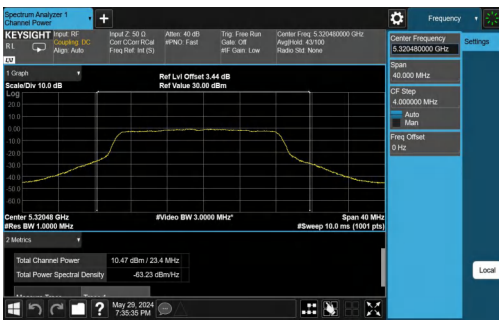 Spectrum Analyzer 1
Channel Power
Frequency
KEYSIGHT
Input: RF
Coupling: DC
Align: Auto
Input Z: 50 Ω
Corr CCorr RCal
Freq Ref: Int (S)
Atten: 40 dB
#PNO: Fast
Trig: Free Run
Gate: Off
#IF Gain: Low
Center Freq: 5.320480000 GHz
Avg|Hold: 43/100
Radio Std: None
R L
Center Frequency
5.320480000 GHz
Settings
Span
40.000 MHz
CF Step
4.000000 MHz
Auto
Man
Freq Offset
0 Hz
1 Graph
Scale/Div 10.0 dB
Ref Lvl Offset 3.44 dB
Ref Value 30.00 dBm
Log
20.0
10.0
0.00
-10.0
-20.0
-30.0
-40.0
-50.0
-60.0
Center 5.32048 GHz
#Res BW 1.0000 MHz
#Video BW 3.0000 MHz*
Span 40 MHz
#Sweep 10.0 ms (1001 pts)
2 Metrics
Total Channel Power
10.47 dBm / 23.4 MHz
Total Power Spectral Density
-63.23 dBm/Hz
Local
?
May 29, 2024
7:35:35 PM